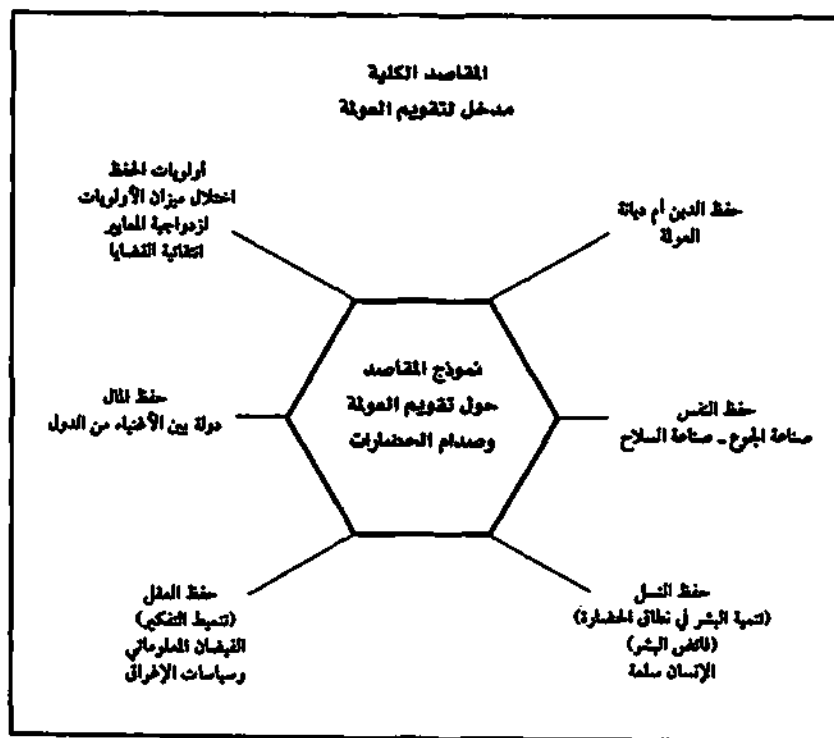 المقاصد الكلية
مدخل لتقويم العولمة
حفظ الدين أم ديانة
العولمة
أولويات الحفظ
اختلال ميزان الأولويات
ازدواجية المعايير
انتقائية القضايا
نموذج المقاصد
حول تقويم العولمة
وصدام الحضارات
حفظ النفس
صناعة الجوع - صناعة السلاح
حفظ المال
دولة بين الأغنياء من الدول
حفظ النسل
(تنمية البشر في نطاق الحضارة)
(فائض البشر)
الإنسان سلعة
حفظ العقل
(تنميط التفكير)
الفيضان المعلوماتي
وسياسات الإغراق